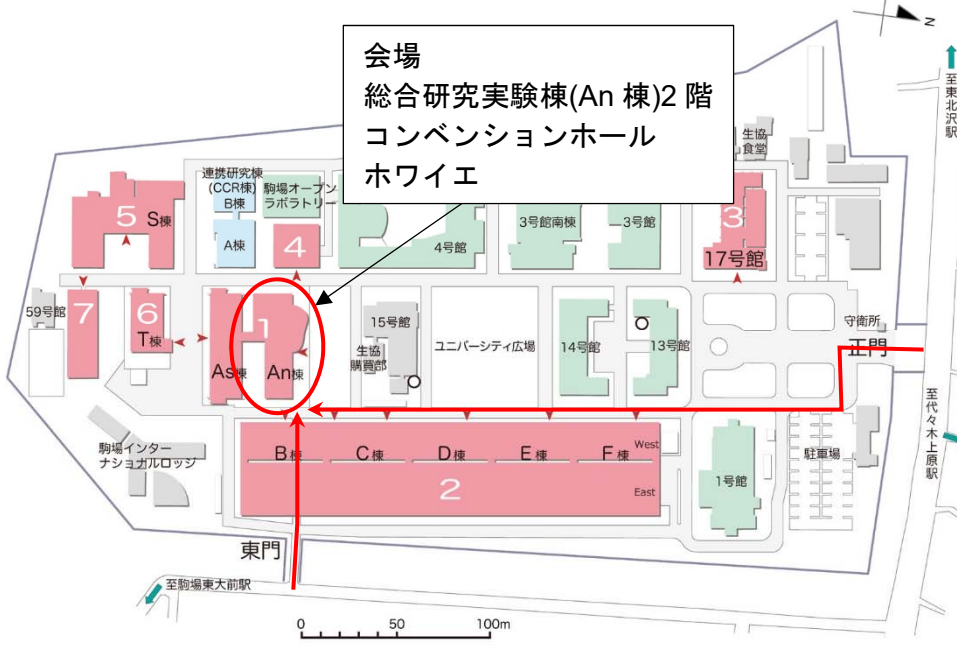 会場
総合研究実験棟(An 棟)2 階
コンベンションホール
ホワイエ
N
至東北沢駅
生協
食堂
連携研究棟
(CCR棟)
B棟
駒場オープン
ラボラトリー
5 S棟
A棟
4
4号館
3号館南棟
3号館
3
17号館
59号館
7
6
T棟
1
As棟
An棟
15号館
生協
購買部
ユニバーシティ広場
14号館
13号館
守衛所
正門
至代々木上原駅
駒場インター
ナショナルロッジ
B棟
C棟
D棟
E棟
F棟
West
2
East
1号館
駐車場
東門
至駒場東大前駅
0 50 100m